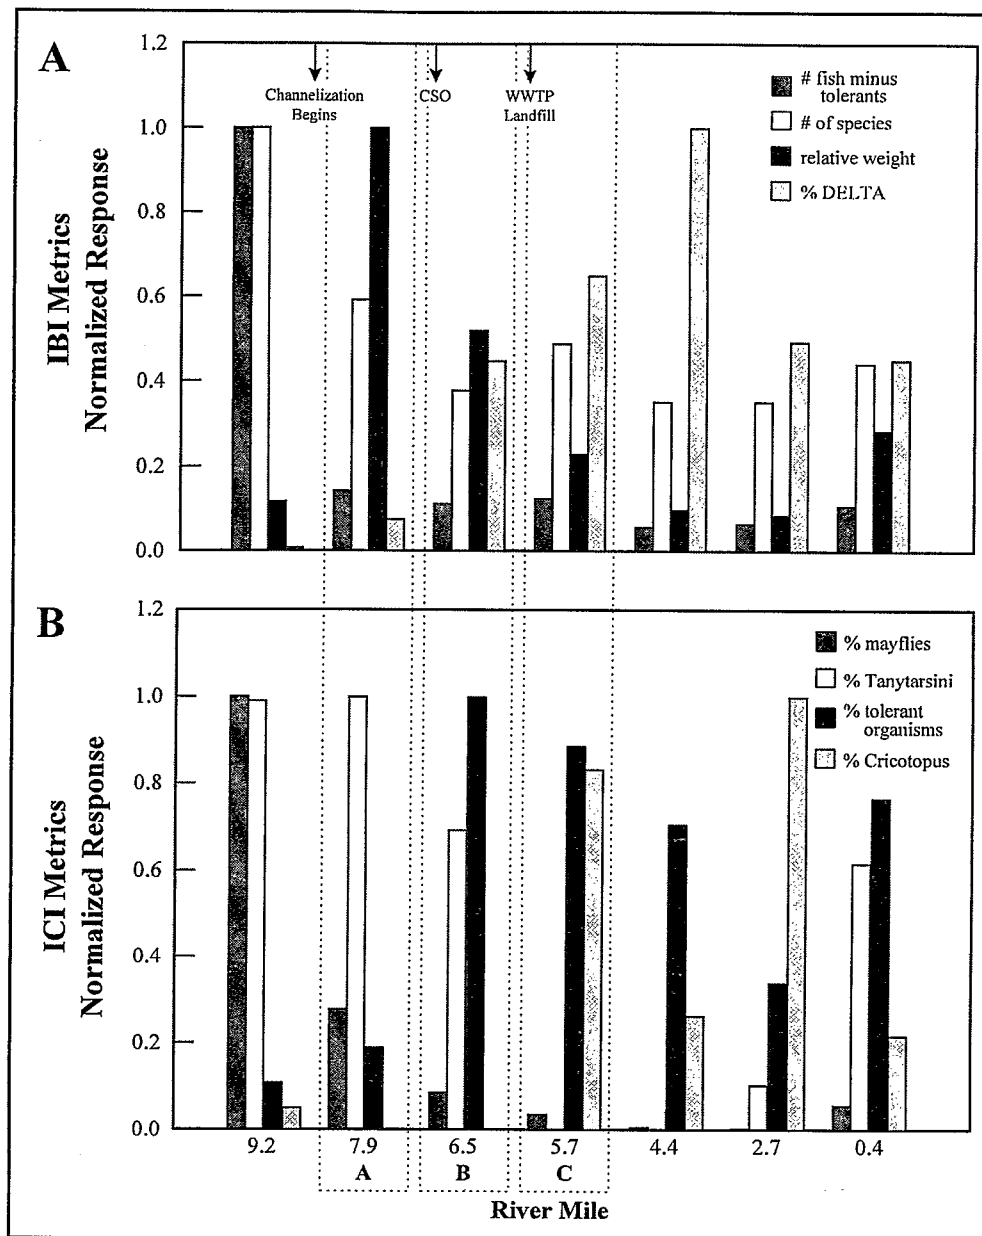 A
1.2
1.0
0.8
0.6
0.4
0.2
0.0
IBI Metrics
Normalized Response
Channelization
Begins
CSO
WWTP
Landfill
# fish minus
tolerants
# of species
relative weight
% DELTA
B
1.2
1.0
0.8
0.6
0.4
0.2
0.0
ICI Metrics
Normalized Response
% mayflies
% Tanytarsini
% tolerant
organisms
% Cricotopus
9.2 7.9 6.5 5.7 4.4 2.7 0.4
A B C
River Mile